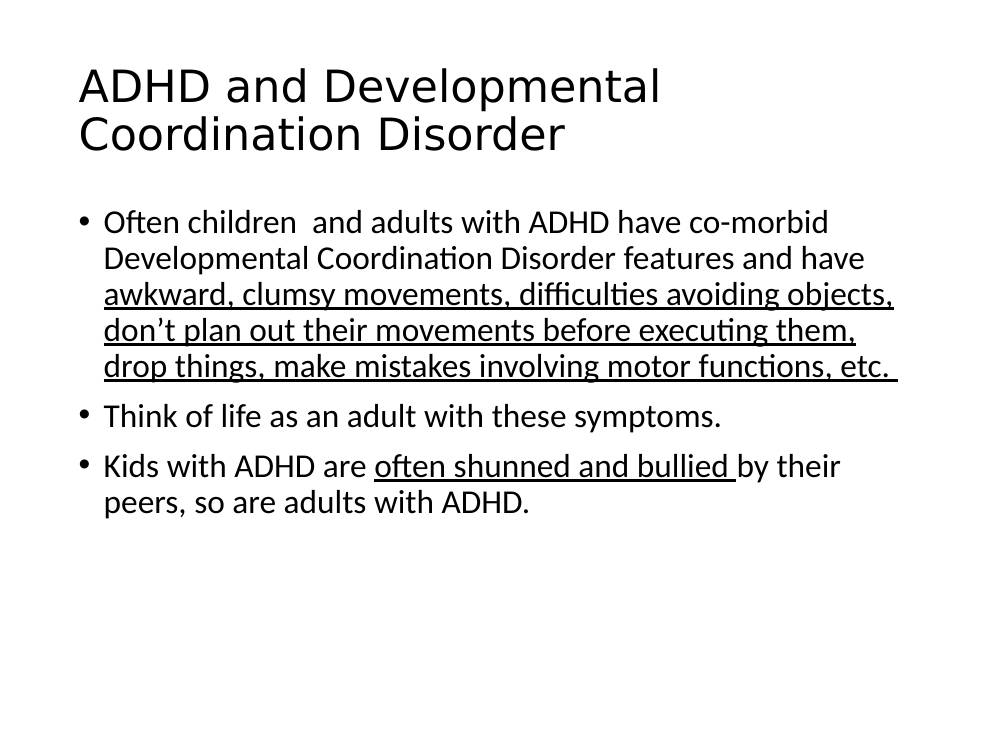 ADHD and Developmental
Coordination Disorder
• Often children  and adults with ADHD have co-morbid
Developmental Coordination Disorder features and have
awkward, clumsy movements, difficulties avoiding objects,
don’t plan out their movements before executing them,
drop things, make mistakes involving motor functions, etc.
• Think of life as an adult with these symptoms.
• Kids with ADHD are often shunned and bullied by their
peers, so are adults with ADHD.